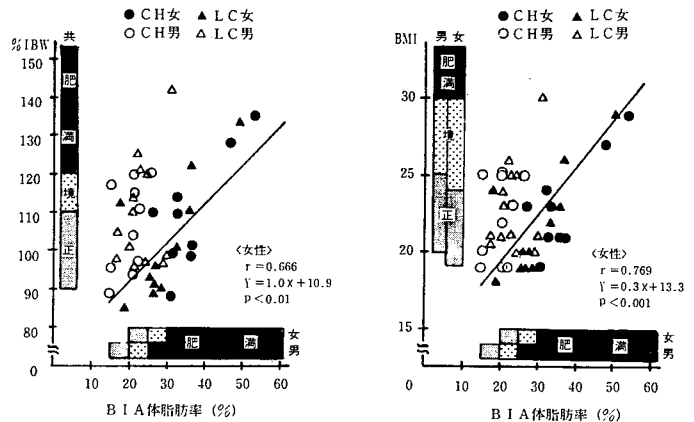 ● CH女 ▲ LC女
○ CH男 △ LC男
%IBW 共
150
140
130
120
110
100
90
80
0
肥
満
境
正
〈女性〉
r=0.666
Y=1.0x+10.9
p<0.01
肥 満
女
男
10 20 30 40 50 60
BIA体脂肪率 (%)
● CH女 ▲ LC女
○ CH男 △ LC男
BMI 男 女
30
25
20
15
0
肥
満
境
正
〈女性〉
r=0.769
Y=0.3x+13.3
p<0.001
肥 満
女
男
10 20 30 40 50 60
BIA体脂肪率 (%)